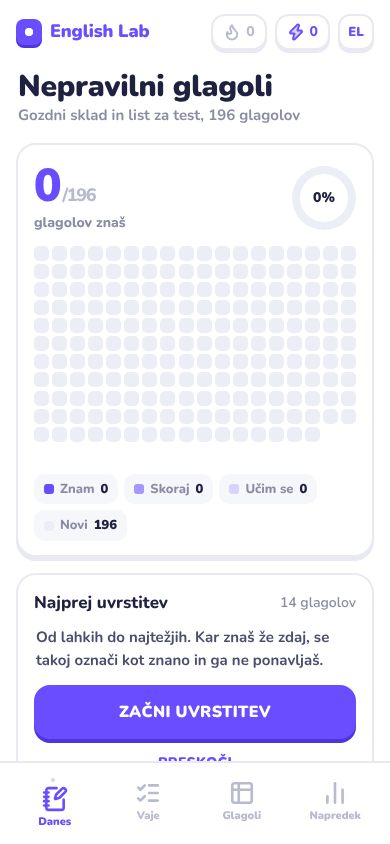 English Lab
0
0
EL
Nepravilni glagoli
Gozdni sklad in list za test, 196 glagolov
0/196
glagolov znaš
0%
Znam 0
Skoraj 0
Učim se 0
Novi 196
Najprej uvrstitev
14 glagolov
Od lahkih do najtežjih. Kar znaš že zdaj, se
takoj označi kot znano in ga ne ponavljaš.
ZAČNI UVRSTITEV
PRESKOČI
Danes
Vaje
Glagoli
Napredek